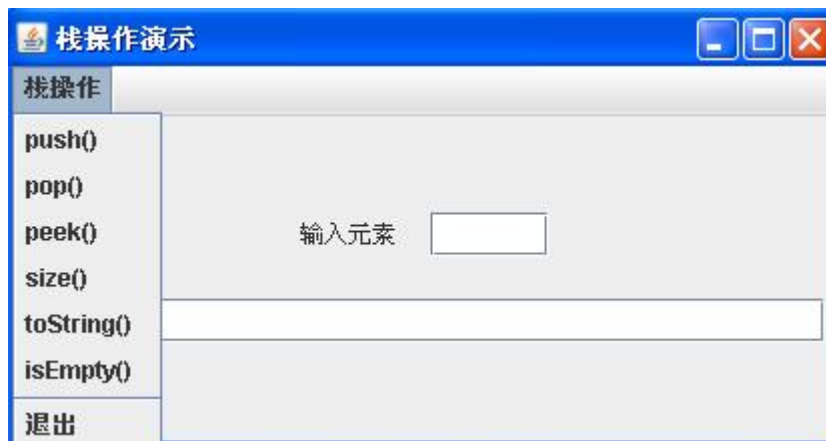 栈操作演示
栈操作
push()
pop()
peek()
输入元素
size()
toString()
isEmpty()
退出